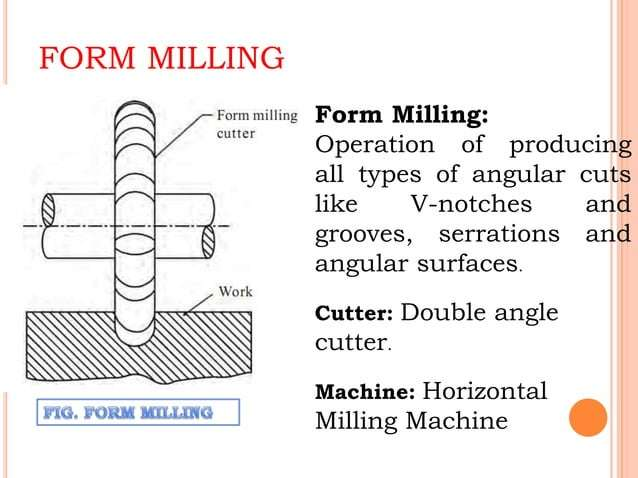 FORM MILLING
Form milling
cutter
Work
FIG. FORM MILLING
Form Milling:
Operation of producing
all types of angular cuts
like V-notches and
grooves, serrations and
angular surfaces.
Cutter: Double angle
cutter.
Machine: Horizontal
Milling Machine